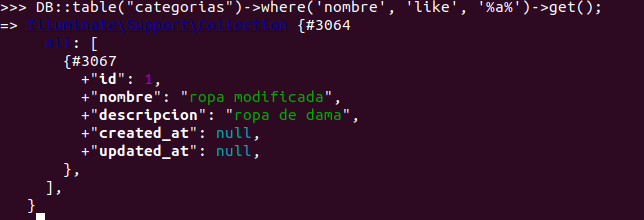 >>> DB::table("categorias")->where('nombre', 'like', '%a%')->get();
=> Illuminate\Support\Collection {#3064
all: [
{#3067
+"id": 1,
+"nombre": "ropa modificada",
+"descripcion": "ropa de dama",
+"created_at": null,
+"updated_at": null,
},
],
}